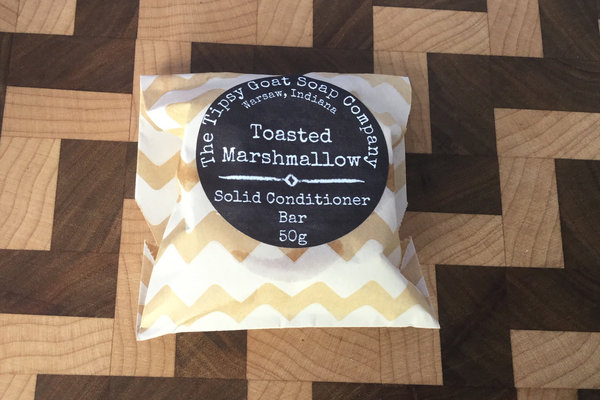 The Tipsy Goat Soap Company
Warsaw, Indiana
Toasted
Marshmallow
Solid Conditioner
Bar
50g